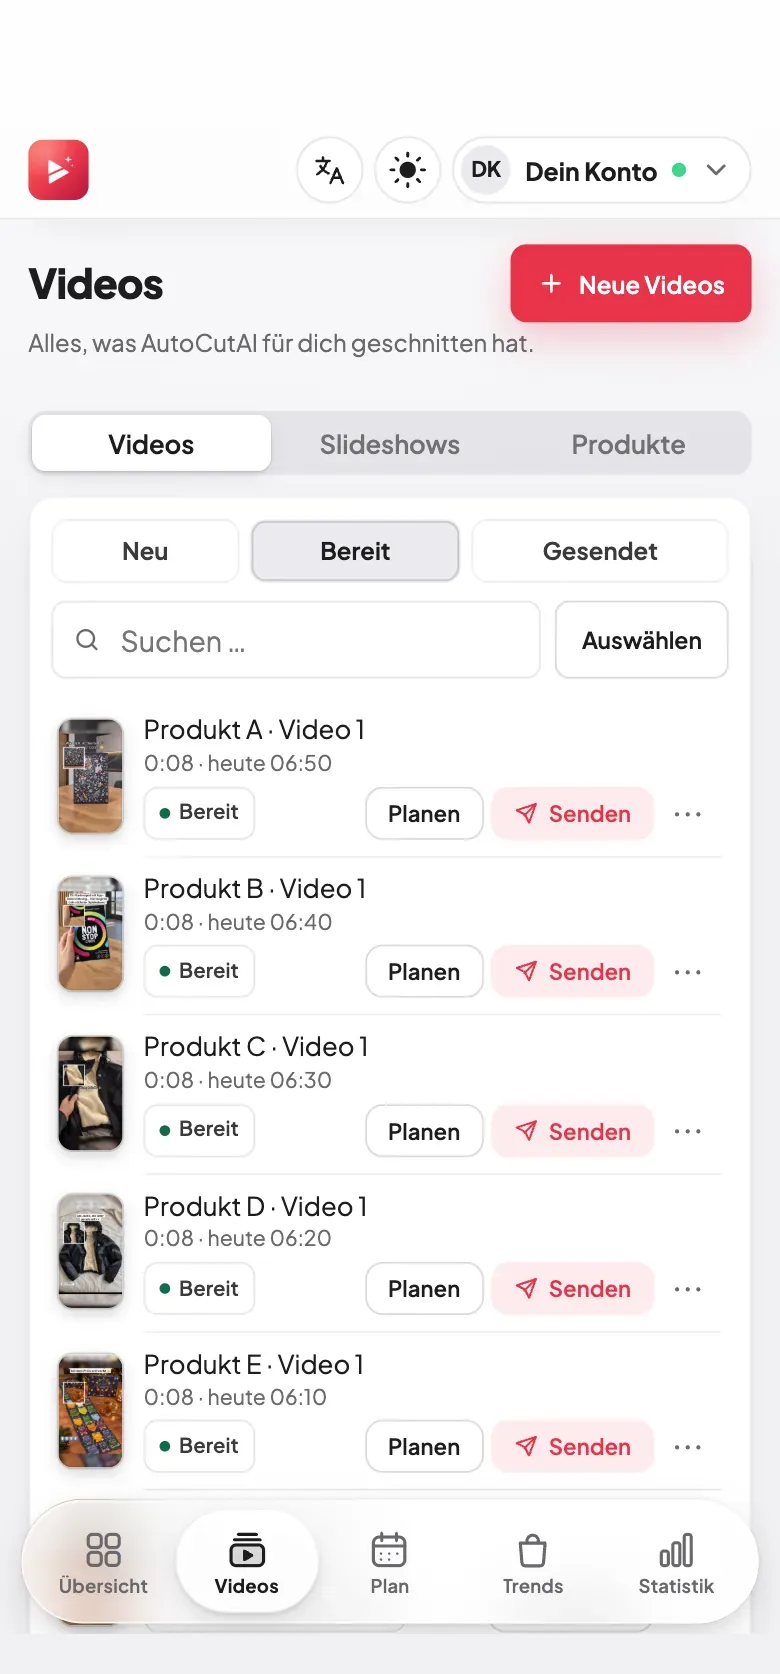 DK Dein Konto
Videos
+ Neue Videos
Alles, was AutoCutAI für dich geschnitten hat.
Videos Slideshows Produkte
Neu Bereit Gesendet
Suchen ... Auswählen
Produkt A · Video 1
0:08 · heute 06:50
Bereit Planen Senden ...
Produkt B · Video 1
0:08 · heute 06:40
NON STOP
Bereit Planen Senden ...
Produkt C · Video 1
0:08 · heute 06:30
Bereit Planen Senden ...
Produkt D · Video 1
0:08 · heute 06:20
Bereit Planen Senden ...
Produkt E · Video 1
0:08 · heute 06:10
Bereit Planen Senden ...
Übersicht Videos Plan Trends Statistik